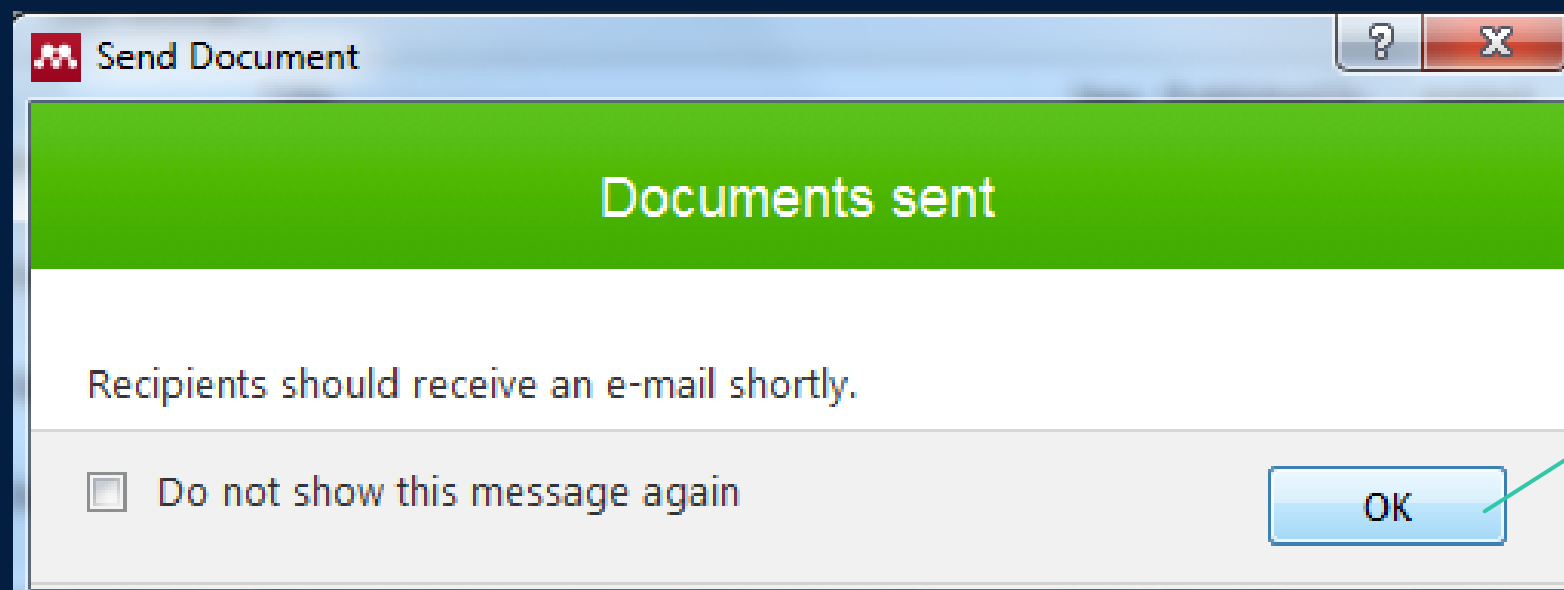 Send Document
Documents sent
Recipients should receive an e-mail shortly.
Do not show this message again
OK